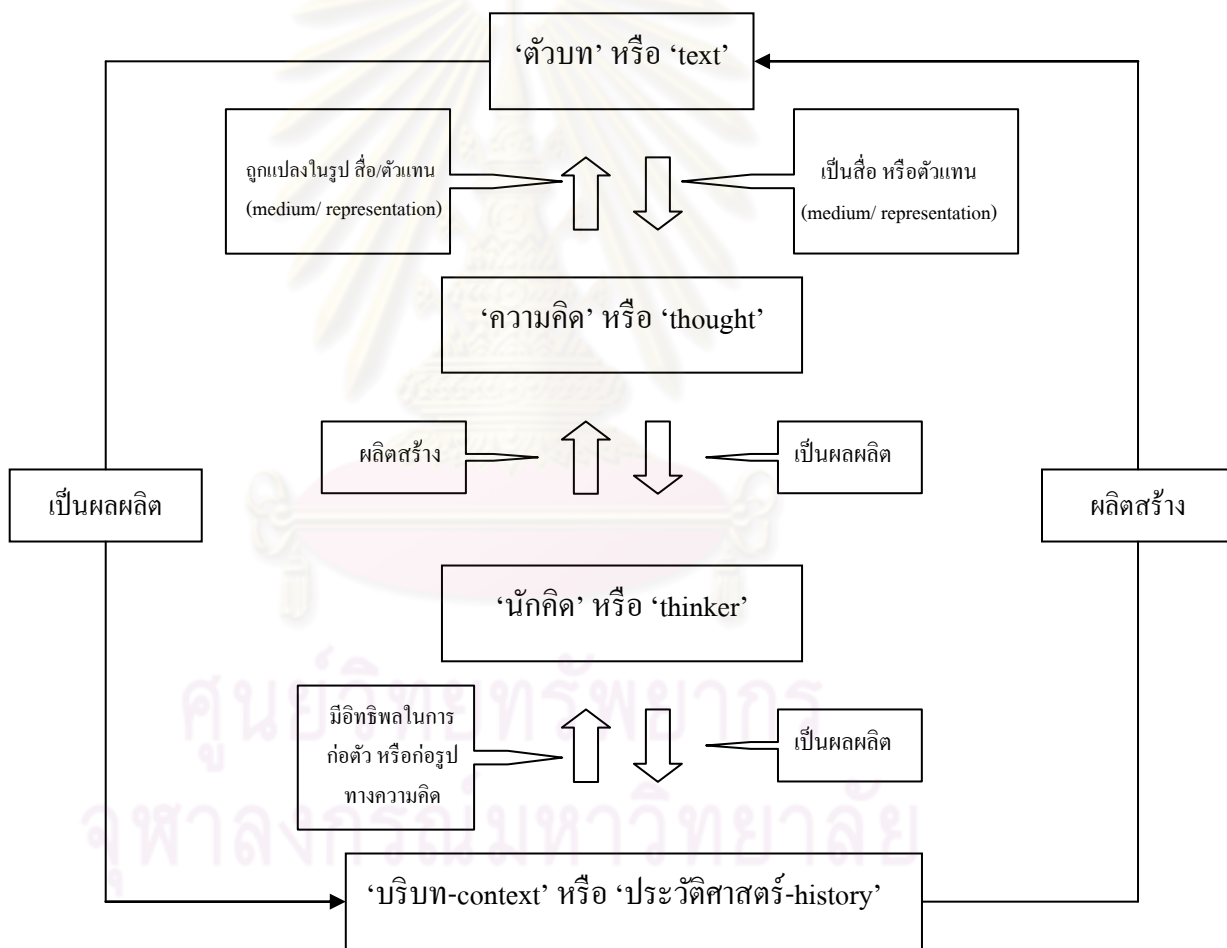 ‘ตัวบท’ หรือ ‘text’
ถูกแปลงในรูป สื่อ/ตัวแทน
(medium/ representation)
เป็นสื่อ หรือตัวแทน
(medium/ representation)
‘ความคิด’ หรือ ‘thought’
ผลิตสร้าง
เป็นผลผลิต
เป็นผลผลิต
ผลิตสร้าง
‘นักคิด’ หรือ ‘thinker’
มีอิทธิพลในการ
ก่อตัว หรือก่อรูป
ทางความคิด
เป็นผลผลิต
ศูนย์วิทยทรัพยากร
จุฬาลงกรณ์มหาวิทยาลัย
‘บริบท-context’ หรือ ‘ประวัติศาสตร์-history’